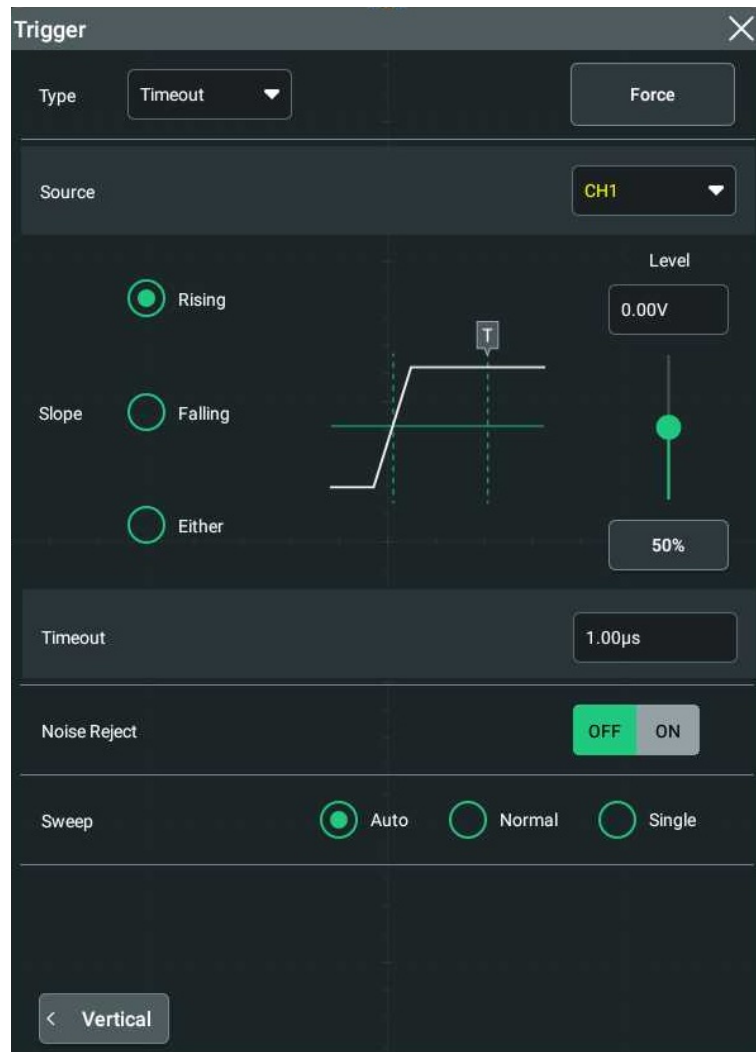 Trigger
Type
Timeout
Force
Source
CH1
Level
Rising
0.00V
T
Slope
Falling
Either
50%
Timeout
1.00µs
Noise Reject
OFF
ON
Sweep
Auto
Normal
Single
Vertical